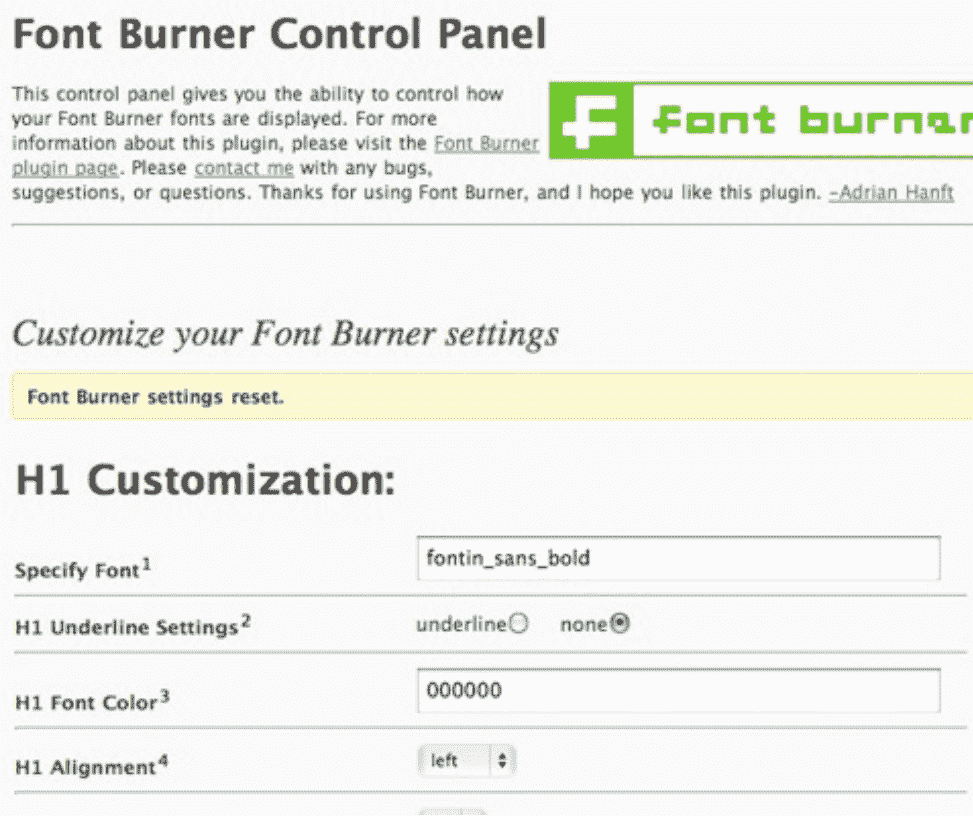 Font Burner Control Panel
This control panel gives you the ability to control how
your Font Burner fonts are displayed. For more
information about this plugin, please visit the Font Burner
plugin page. Please contact me with any bugs,
suggestions, or questions. Thanks for using Font Burner, and I hope you like this plugin. –Adrian Hanft
font burner
Customize your Font Burner settings
Font Burner settings reset.
H1 Customization:
Specify Font1 fontin_sans_bold
H1 Underline Settings2 underline none
H1 Font Color3 000000
H1 Alignment4 left